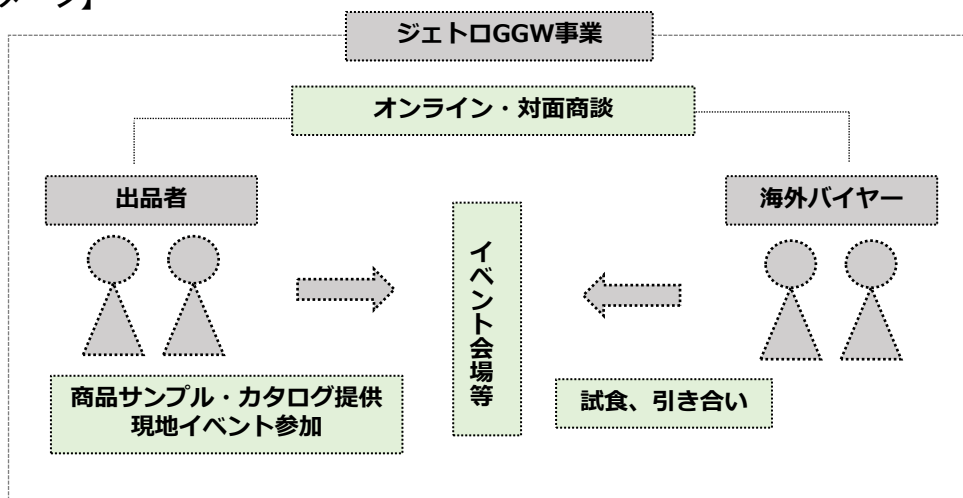 ジェトロGGW事業
オンライン・対面商談
出品者
海外バイヤー
イベント会場等
商品サンプル・カタログ提供
現地イベント参加
試食、引き合い